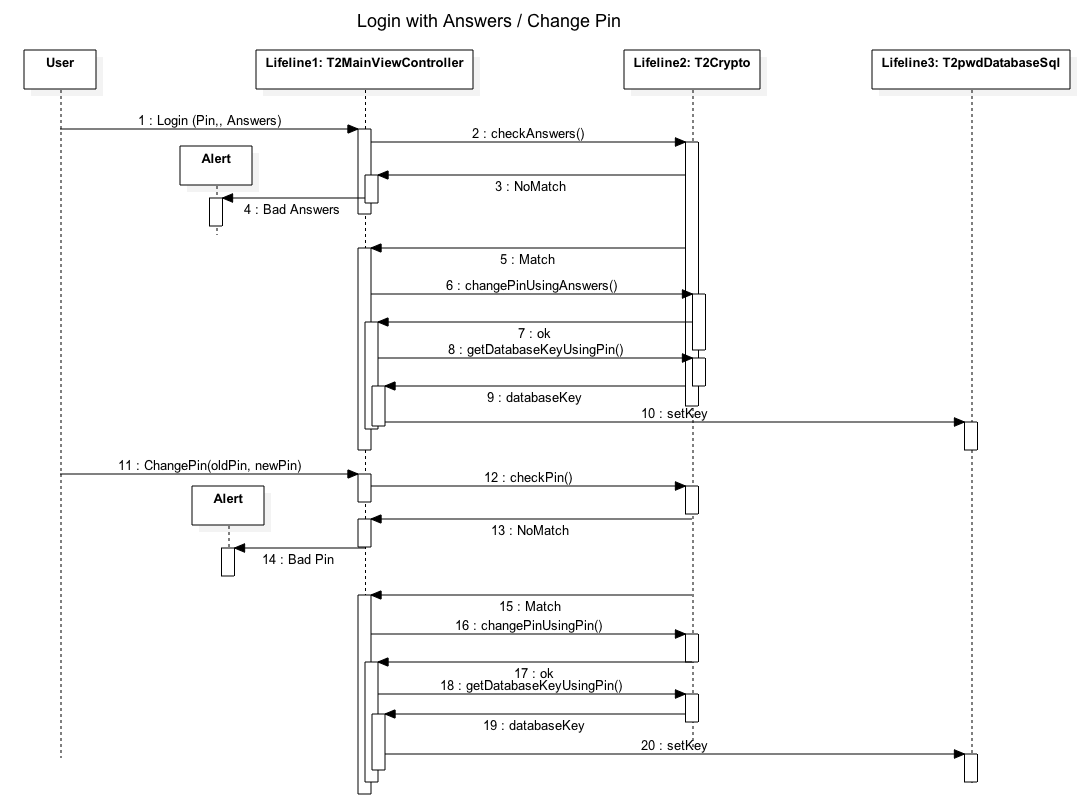 Login with Answers / Change Pin
User
Lifeline1: T2MainViewController
Lifeline2: T2Crypto
Lifeline3: T2pwdDatabaseSql
1 : Login (Pin,, Answers)
2 : checkAnswers()
Alert
3 : NoMatch
4 : Bad Answers
5 : Match
6 : changePinUsingAnswers()
7 : ok
8 : getDatabaseKeyUsingPin()
9 : databaseKey
10 : setKey
11 : ChangePin(oldPin, newPin)
12 : checkPin()
Alert
13 : NoMatch
14 : Bad Pin
15 : Match
16 : changePinUsingPin()
17 : ok
18 : getDatabaseKeyUsingPin()
19 : databaseKey
20 : setKey